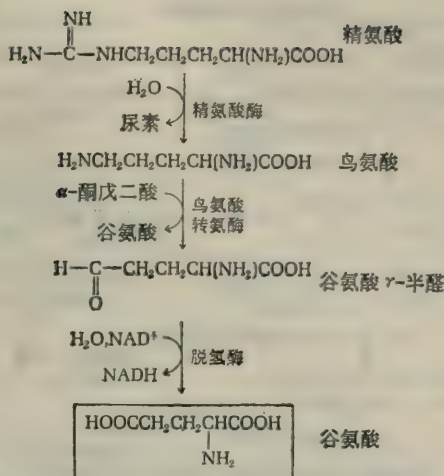 NH
H₂N—C—NHCH₂CH₂CH₂CH(NH₂)COOH 精氨酸
H₂O
精氨酸酶
尿素
H₂NCH₂CH₂CH₂CH(NH₂)COOH 鸟氨酸
α-酮戊二酸
鸟氨酸
转氨酶
谷氨酸
H—C—CH₂CH₂CH(NH₂)COOH 谷氨酸 γ-半醛
O
H₂O,NAD⁺
脱氢酶
NADH
HOOCCH₂CH₂CHCOOH 谷氨酸
NH₂